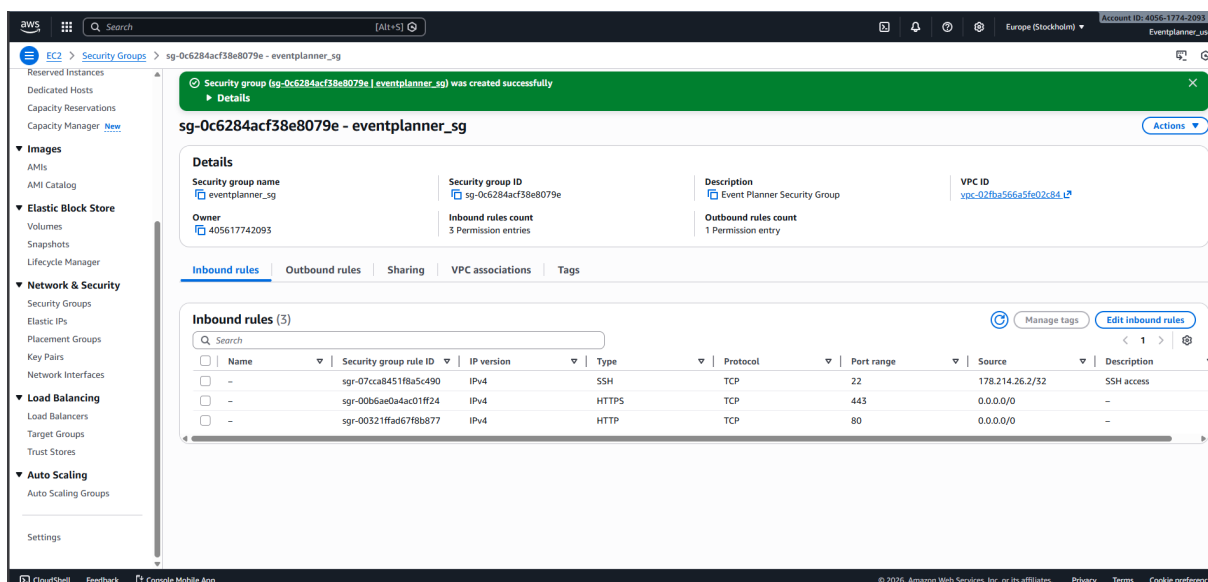 aws
Search [Alt+S]
Europe (Stockholm)
Account ID: 4056-1774-2093
Eventplanner_us
EC2 > Security Groups > sg-0c6284acf38e8079e - eventplanner_sg
Reserved Instances
Dedicated Hosts
Capacity Reservations
Capacity Manager New
Images
AMIs
AMI Catalog
Elastic Block Store
Volumes
Snapshots
Lifecycle Manager
Network & Security
Security Groups
Elastic IPs
Placement Groups
Key Pairs
Network Interfaces
Load Balancing
Load Balancers
Target Groups
Trust Stores
Auto Scaling
Auto Scaling Groups
Settings
Security group (sg-0c6284acf38e8079e | eventplanner_sg) was created successfully
Details
sg-0c6284acf38e8079e - eventplanner_sg
Actions
Details
Security group name Security group ID Description VPC ID
eventplanner_sg sg-0c6284acf38e8079e Event Planner Security Group vpc-02fba566a5fe02c84
Owner Inbound rules count Outbound rules count
405617742093 3 Permission entries 1 Permission entry
Inbound rules Outbound rules Sharing VPC associations Tags
Inbound rules (3) Manage tags Edit inbound rules
Search < 1 >
Name Security group rule ID IP version Type Protocol Port range Source Description
– sgr-07cca8451f8a5c490 IPv4 SSH TCP 22 178.214.26.2/32 SSH access
– sgr-00b6ae0a4ac01ff24 IPv4 HTTPS TCP 443 0.0.0.0/0 –
– sgr-00321ffad67f8b877 IPv4 HTTP TCP 80 0.0.0.0/0 –
CloudShell Feedback Console Mobile App © 2026, Amazon Web Services, Inc. or its affiliates. Privacy Terms Cookie preference